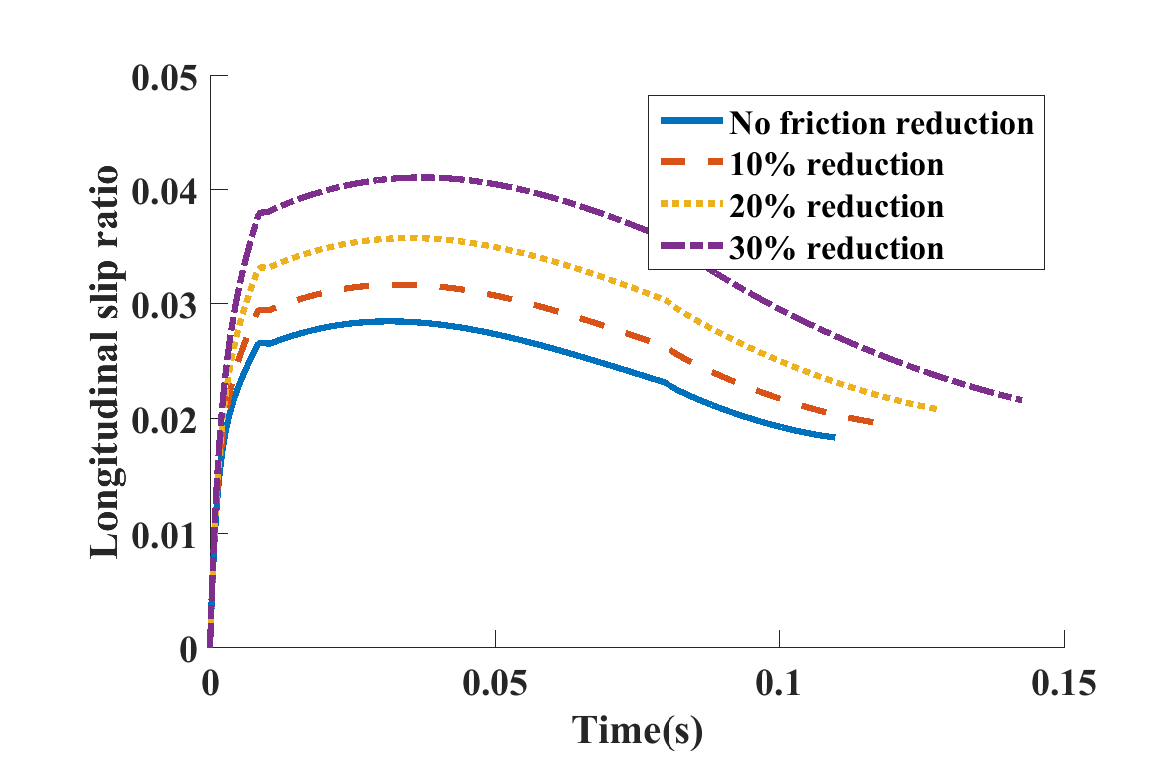 0.05
0.04
0.03
0.02
0.01
0
Longitudinal slip ratio
No friction reduction
10% reduction
20% reduction
30% reduction
0 0.05 0.1 0.15
Time(s)